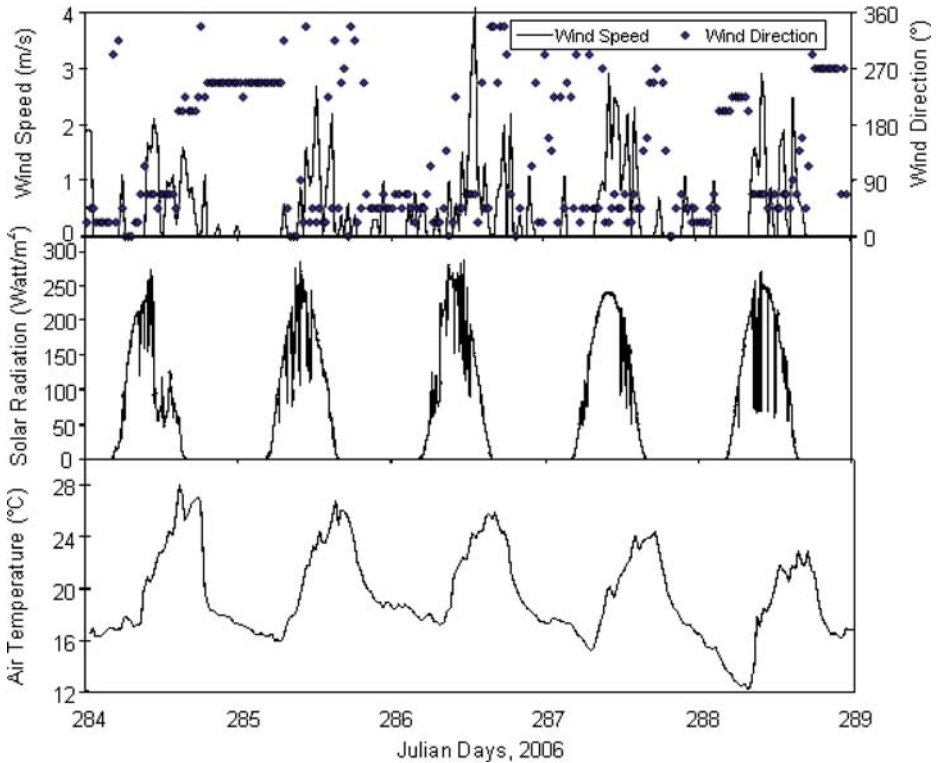 4 360
Wind Speed Wind Direction
3 270
2 180
1 90
0 0
Wind Speed (m/s)
Wind Direction (°)
300
250
200
150
100
50
0
Solar Radiation (Watt/m²)
28
24
20
16
12
Air Temperature (°C)
284 285 286 287 288 289
Julian Days, 2006